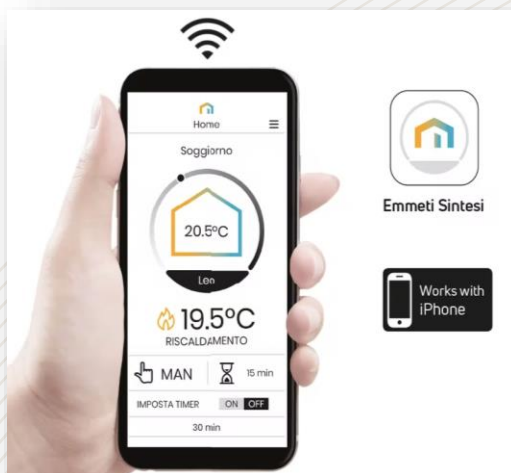 Home
Soggiorno
20.5°C
Lon
19.5°C
RISCALDAMENTO
MAN
15 min
IMPOSTA TIMER
ON OFF
30 min
Emmeti Sintesi
Works with
iPhone